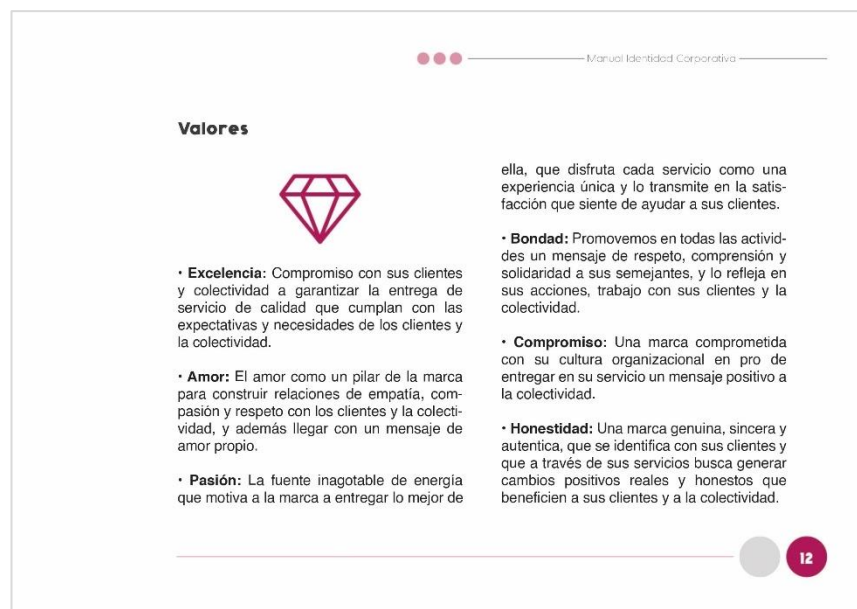 Manual Identidad Corporativa
Valores
• Excelencia: Compromiso con sus clientes
y colectividad a garantizar la entrega de
servicio de calidad que cumplan con las
expectativas y necesidades de los clientes y
la colectividad.
• Amor: El amor como un pilar de la marca
para construir relaciones de empatía, com-
pasión y respeto con los clientes y la colecti-
vidad, y además llegar con un mensaje de
amor propio.
• Pasión: La fuente inagotable de energía
que motiva a la marca a entregar lo mejor de
ella, que disfruta cada servicio como una
experiencia única y lo transmite en la satis-
facción que siente de ayudar a sus clientes.
• Bondad: Promovemos en todas las activid-
des un mensaje de respeto, comprensión y
solidaridad a sus semejantes, y lo refleja en
sus acciones, trabajo con sus clientes y la
colectividad.
• Compromiso: Una marca comprometida
con su cultura organizacional en pro de
entregar en su servicio un mensaje positivo a
la colectividad.
• Honestidad: Una marca genuina, sincera y
autentica, que se identifica con sus clientes y
que a través de sus servicios busca generar
cambios positivos reales y honestos que
beneficien a sus clientes y a la colectividad.
12